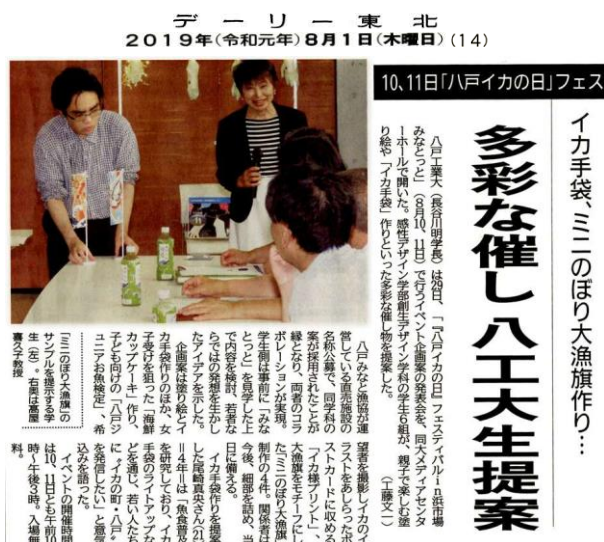 デーリー東北
2019年(令和元年)8月1日(木曜日)(14)
10、11日「八戸イカの日」フェス
イカ手袋、ミニのぼり大漁旗作り…
多彩な催し 八工大生提案
八戸工業大（長谷川明学長）は29日、「『八戸イカの日』フェスティバルin浜市場
みなとっと」（8月10、11日）で行うイベント企画案の発表会を、同大メディアセンタ
ーホールで開いた。感性デザイン学部創生デザイン学科の学生6組が、親子で楽しむ塗
り絵や「イカ手袋」作りといった多彩な催し物を提案した。
（工藤文一）
八戸みなと漁協が運
営している直売施設の
名称公募で、同学科の
案が採用されたことが
縁となり、両者のコラ
ボレーションが実現。
学生側は事前に「みな
とっと」を見学した上
で内容を検討、若者な
らではの発想を生かし
たアイデアを示した。
企画案は塗り絵とイ
カ手袋作りのほか、女
子受けを狙った「海鮮
カップケーキ」作り、
子ども向けの「八戸ジ
ュニアお魚検定」、希
望者を撮影しイカのイ
ラストをあしらったポ
ストカードに収める
「イカ様プリント」、
大漁旗をモチーフにし
た「ミニのぼり大漁旗」
制作の4件。関係者は
今後、細部を詰め、当
日に備える。
イカ手袋作りを提案
した尾崎真央さん(21)
＝4年＝は「魚食普及
を研究しており、イカ
手袋のライトアップな
どを通じ、若い人たち
に〝イカの町・八戸〟
を発信したい」と意気
込みを語った。
イベントの開催時間
は10、11日とも午前10
時～午後3時。入場無
料。
「ミニのぼり大漁旗」の
サンプルを提示する学
生（左）。右奥は高屋
喜久子教授